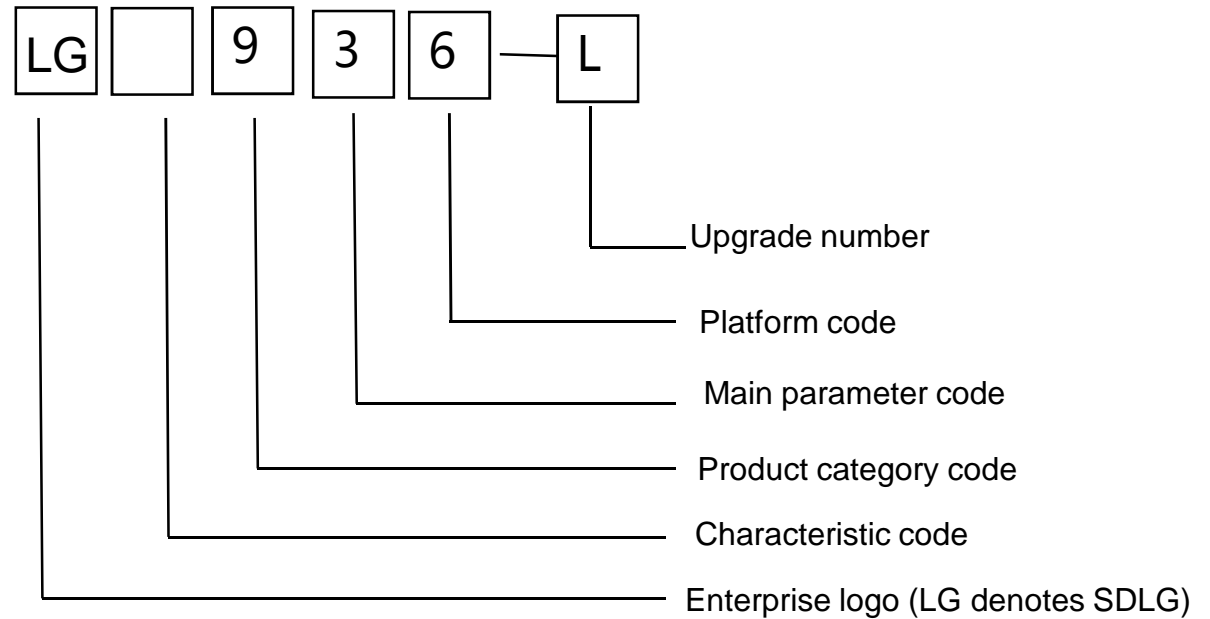 LG 9 3 6 — L
Upgrade number
Platform code
Main parameter code
Product category code
Characteristic code
Enterprise logo (LG denotes SDLG)